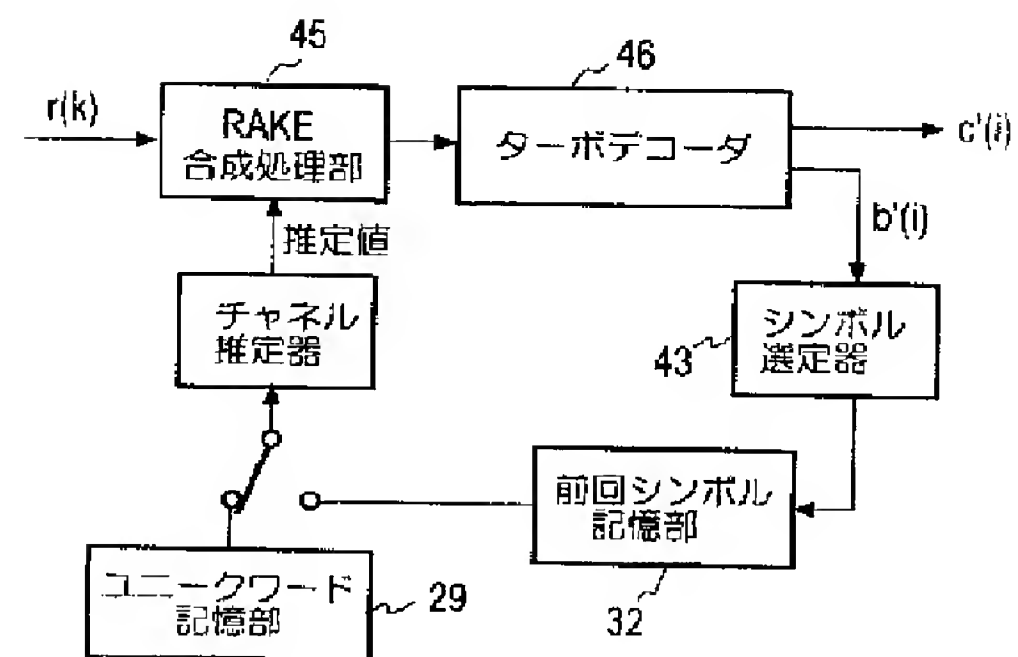 45
46
r(k)
RAKE
合成処理部
ターボデコーダ
c'(i)
b'(i)
推定値
チャネル
推定器
シンボル
選定器
43
前回シンボル
記憶部
32
ユニークワード
記憶部
29